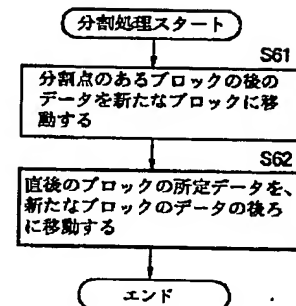 分割処理スタート
S61
分割点のあるブロックの後の
データを新たなブロックに移
動する
S62
直後のブロックの所定データを、
新たなブロックのデータの後ろ
に移動する
エンド